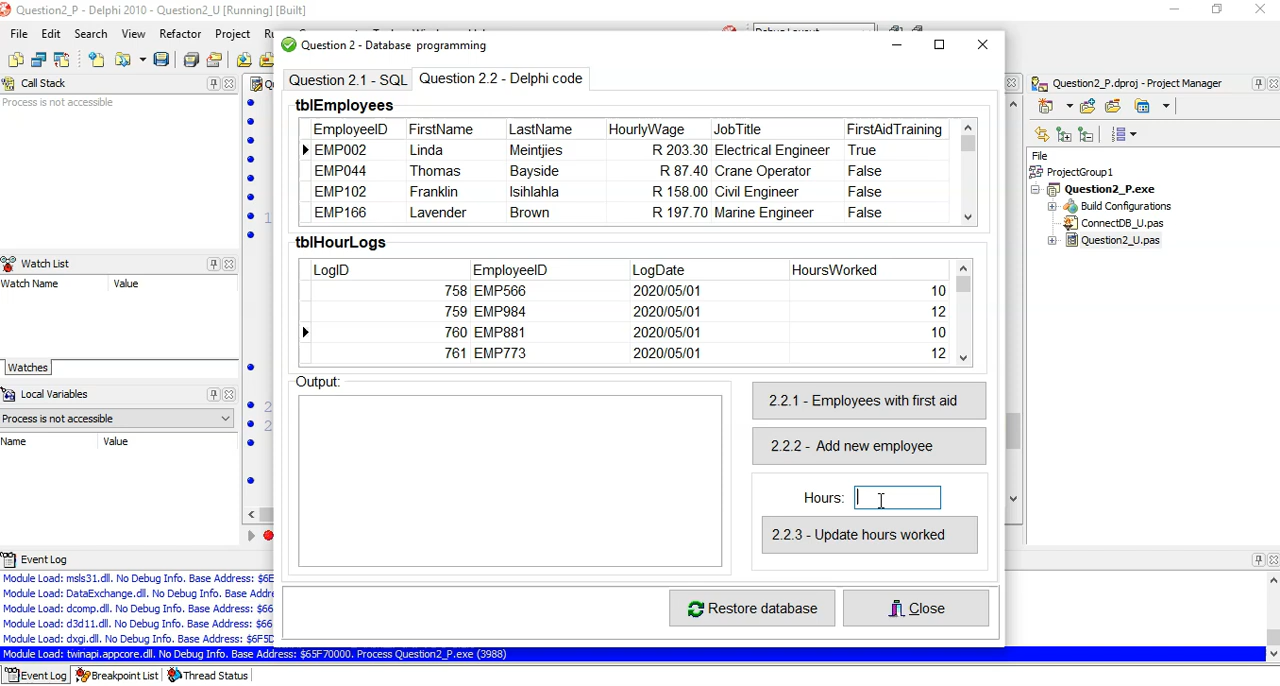 Question2_P - Delphi 2010 - Question2_U [Running] [Built]
File Edit Search View Refactor Project
Question 2 - Database programming
Call Stack
Process is not accessible
Question2_P.dproj - Project Manager
Question 2.1 - SQL Question 2.2 - Delphi code
tblEmployees
EmployeeID FirstName LastName HourlyWage JobTitle FirstAidTraining
EMP002 Linda Meintjies R 203.30 Electrical Engineer True
EMP044 Thomas Bayside R 87.40 Crane Operator False
EMP102 Franklin Isihlahla R 158.00 Civil Engineer False
EMP166 Lavender Brown R 197.70 Marine Engineer False
File
ProjectGroup1
Question2_P.exe
Build Configurations
ConnectDB_U.pas
Question2_U.pas
tblHourLogs
LogID EmployeeID LogDate HoursWorked
758 EMP566 2020/05/01 10
759 EMP984 2020/05/01 12
760 EMP881 2020/05/01 10
761 EMP773 2020/05/01 12
Watch List
Watch Name Value
Watches
Local Variables
Process is not accessible
Name Value
Output:
2.2.1 - Employees with first aid
2.2.2 - Add new employee
Hours:
2.2.3 - Update hours worked
Restore database Close
Event Log
Module Load: msls31.dll. No Debug Info. Base Address: $6E
Module Load: DataExchange.dll. No Debug Info. Base Addre
Module Load: dcomp.dll. No Debug Info. Base Address: $66
Module Load: d3d11.dll. No Debug Info. Base Address: $66
Module Load: dxgi.dll. No Debug Info. Base Address: $6F5D
Module Load: twinapi.appcore.dll. No Debug Info. Base Address: $65F70000. Process Question2_P.exe (3988)
Event Log Breakpoint List Thread Status